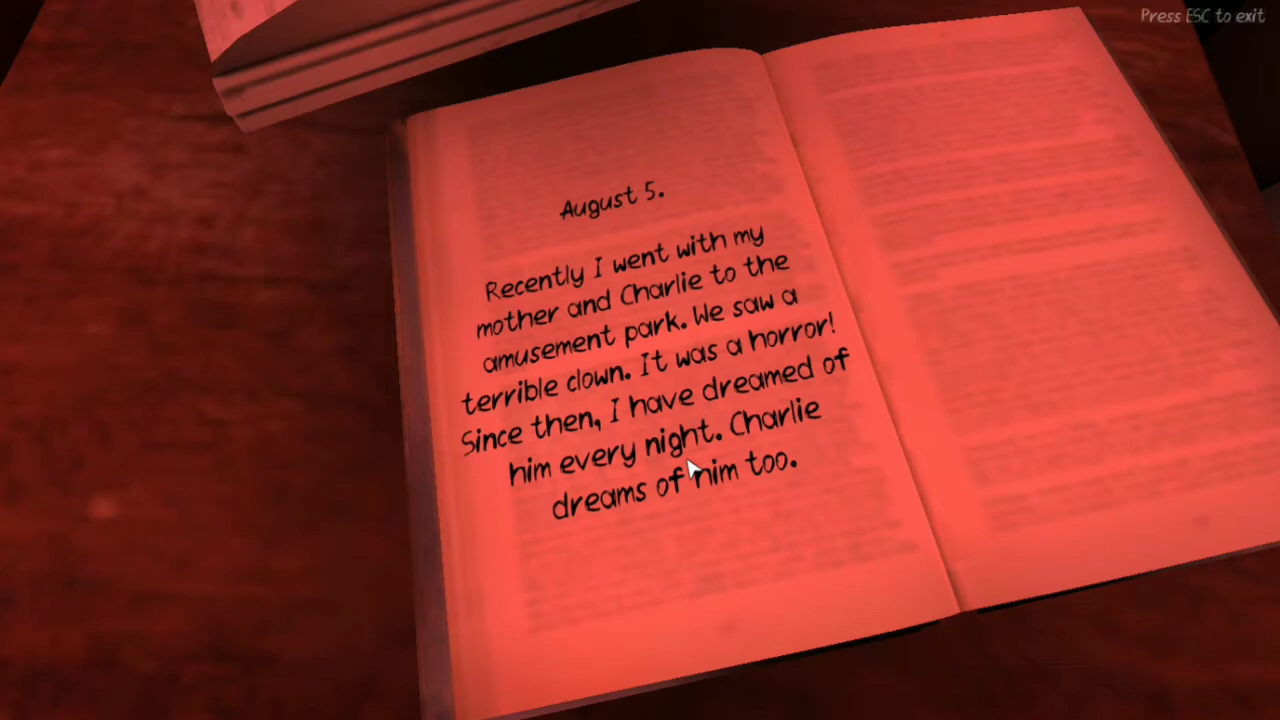 Press ESC to exit
August 5.
Recently I went with my
mother and Charlie to the
amusement park. We saw a
terrible clown. It was a horror!
Since then, I have dreamed of
him every night. Charlie
dreams of him too.